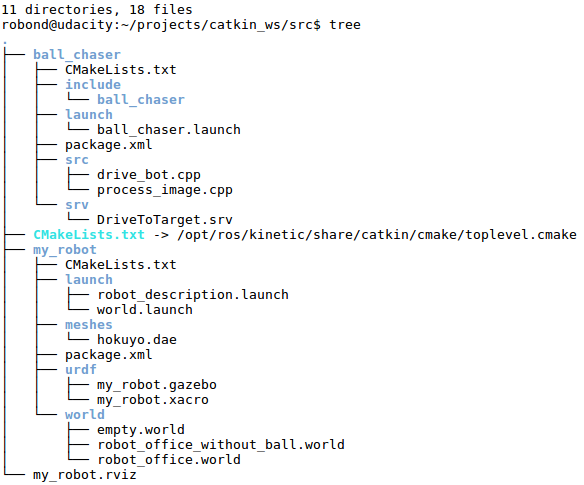 11 directories, 18 files
robond@udacity:~/projects/catkin_ws/src$ tree
.
├── ball_chaser
│   ├── CMakeLists.txt
│   ├── include
│   │   └── ball_chaser
│   ├── launch
│   │   └── ball_chaser.launch
│   ├── package.xml
│   ├── src
│   │   ├── drive_bot.cpp
│   │   └── process_image.cpp
│   └── srv
│       └── DriveToTarget.srv
├── CMakeLists.txt -> /opt/ros/kinetic/share/catkin/cmake/toplevel.cmake
├── my_robot
│   ├── CMakeLists.txt
│   ├── launch
│   │   ├── robot_description.launch
│   │   └── world.launch
│   ├── meshes
│   │   └── hokuyo.dae
│   ├── package.xml
│   ├── urdf
│   │   ├── my_robot.gazebo
│   │   └── my_robot.xacro
│   └── world
│       ├── empty.world
│       ├── robot_office_without_ball.world
│       └── robot_office.world
└── my_robot.rviz